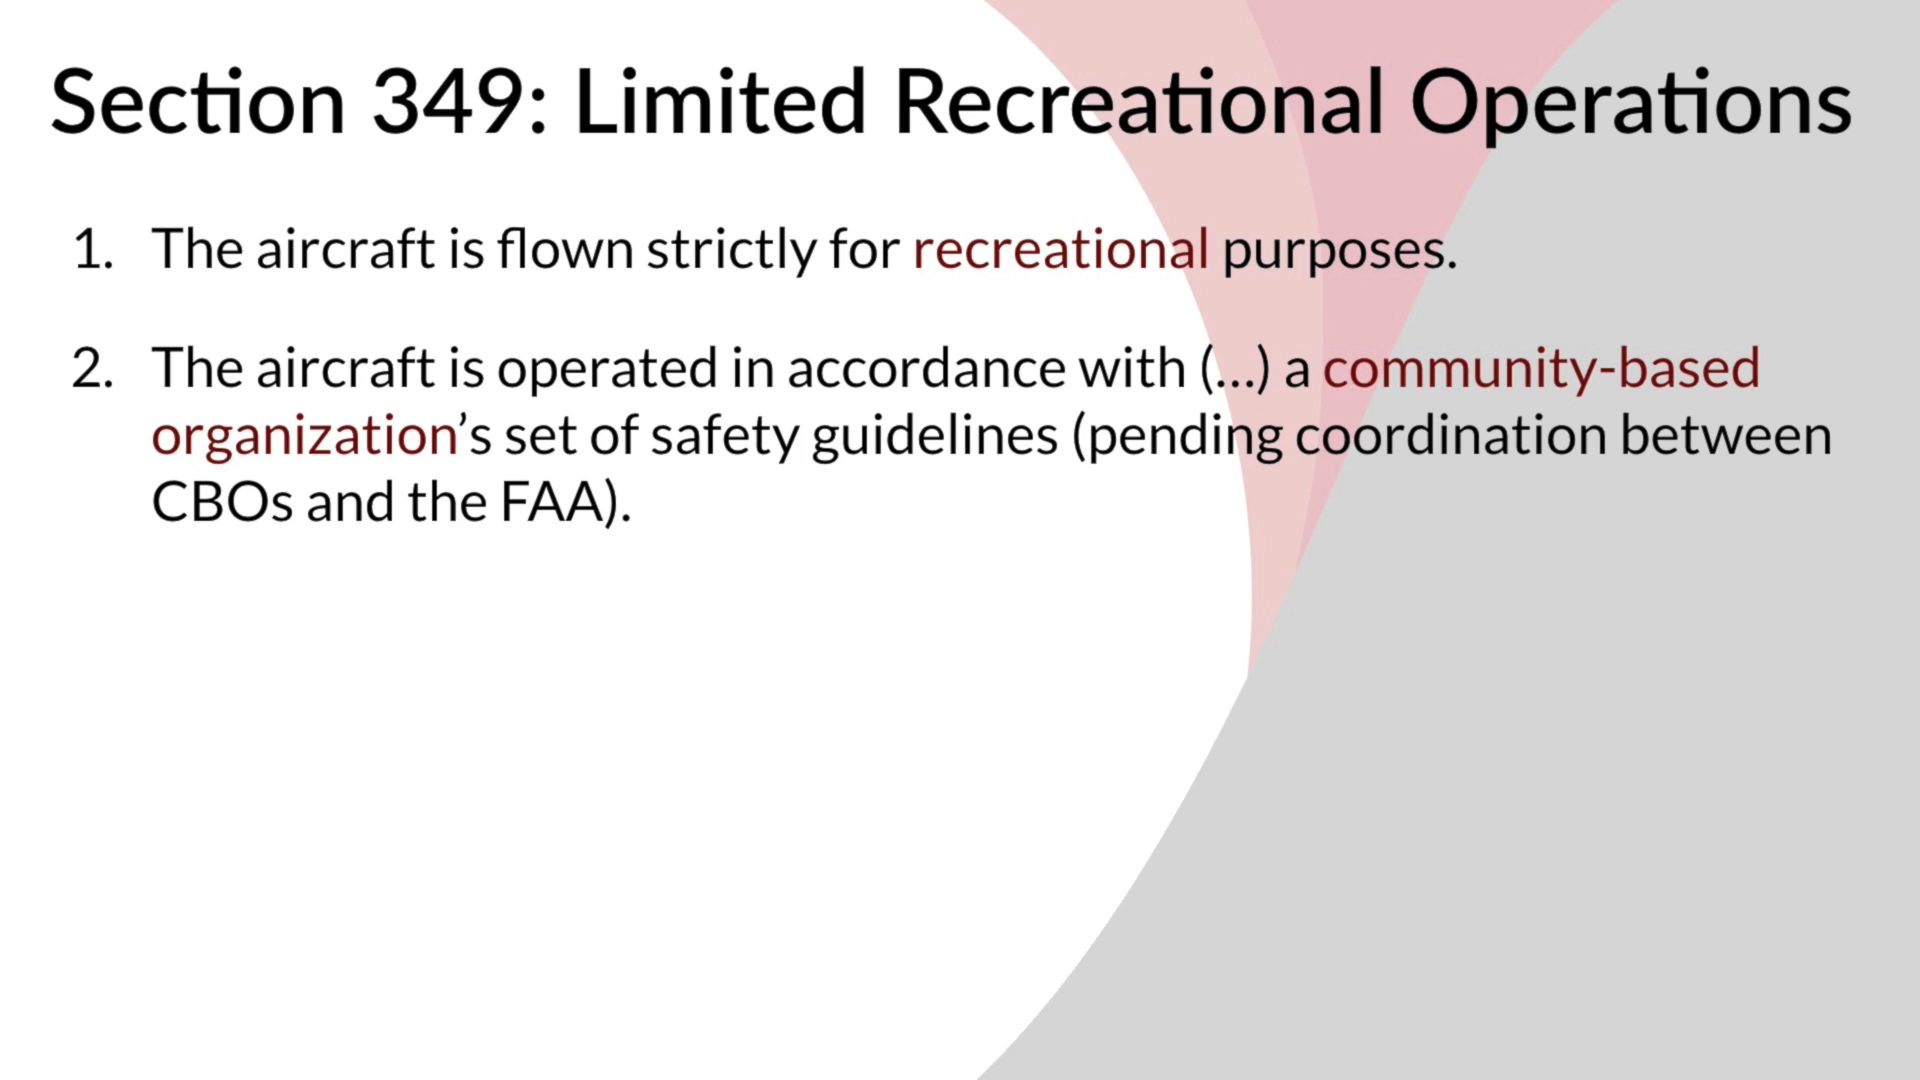 Section 349: Limited Recreational Operations
1. The aircraft is flown strictly for recreational purposes.
2. The aircraft is operated in accordance with (...) a community-based
organization’s set of safety guidelines (pending coordination between
CBOs and the FAA).